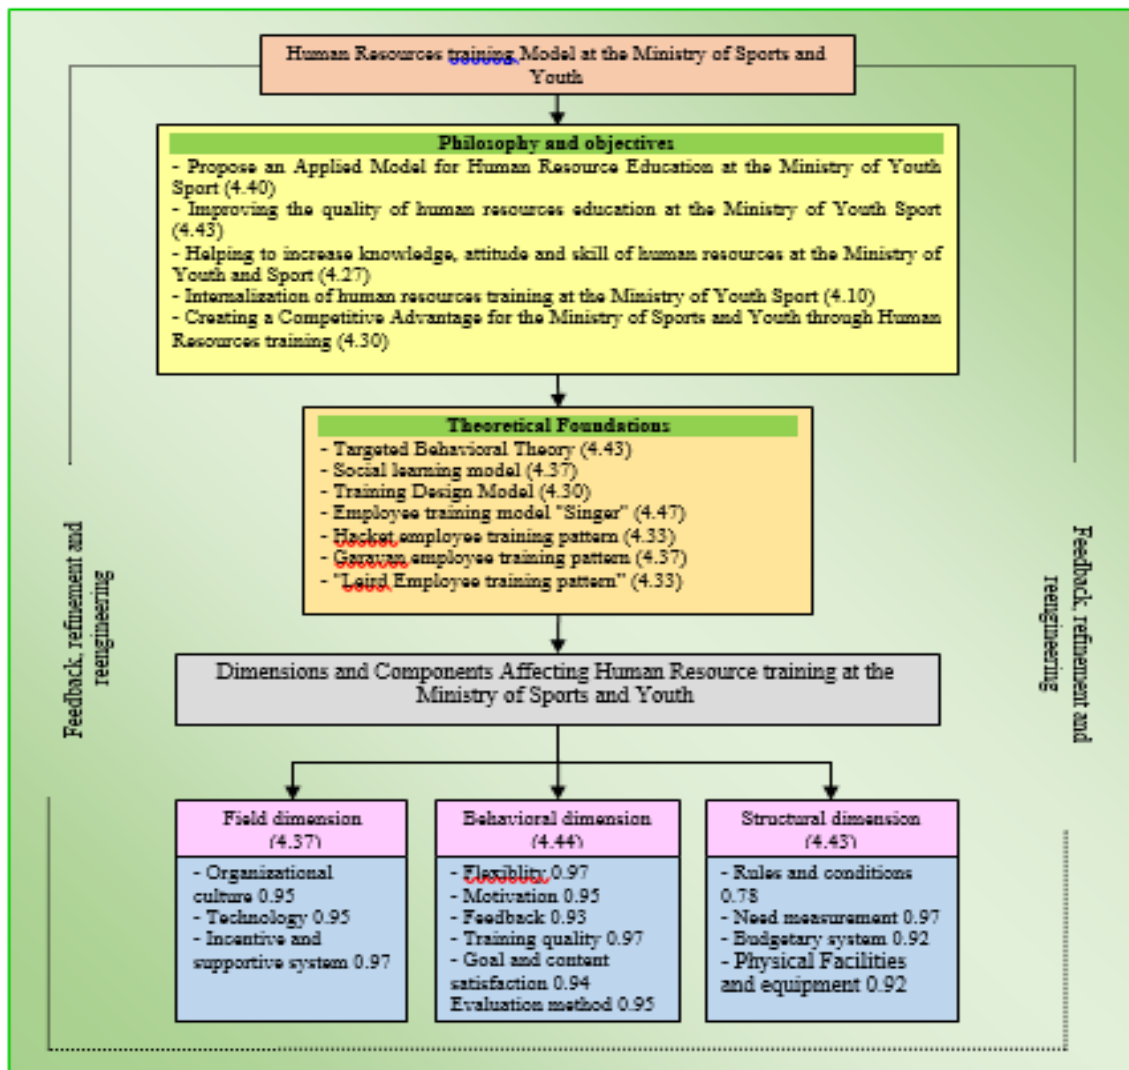 Human Resources training Model at the Ministry of Sports and
Youth
Philosophy and objectives
- Propose an Applied Model for Human Resource Education at the Ministry of Youth
Sport (4.40)
- Improving the quality of human resources education at the Ministry of Youth Sport
(4.43)
- Helping to increase knowledge, attitude and skill of human resources at the Ministry of
Youth and Sport (4.27)
- Internalization of human resources training at the Ministry of Youth Sport (4.10)
- Creating a Competitive Advantage for the Ministry of Sports and Youth through Human
Resources training (4.30)
Theoretical Foundations
- Targeted Behavioral Theory (4.43)
- Social learning model (4.37)
- Training Design Model (4.30)
- Employee training model "Singer" (4.47)
- Hacket employee training pattern (4.33)
- Garavan employee training pattern (4.37)
- "Leird Employee training pattern" (4.33)
Feedback, refinement and
reengineering
Feedback, refinement and
reengineering
Dimensions and Components Affecting Human Resource training at the
Ministry of Sports and Youth
Field dimension
(4.37)
- Organizational
culture 0.95
- Technology 0.95
- Incentive and
supportive system 0.97
Behavioral dimension
(4.44)
- Flexiblity 0.97
- Motivation 0.95
- Feedback 0.93
- Training quality 0.97
- Goal and content
satisfaction 0.94
Evaluation method 0.95
Structural dimension
(4.43)
- Rules and conditions
0.78
- Need measurement 0.97
- Budgetary system 0.92
- Physical Facilities
and equipment 0.92